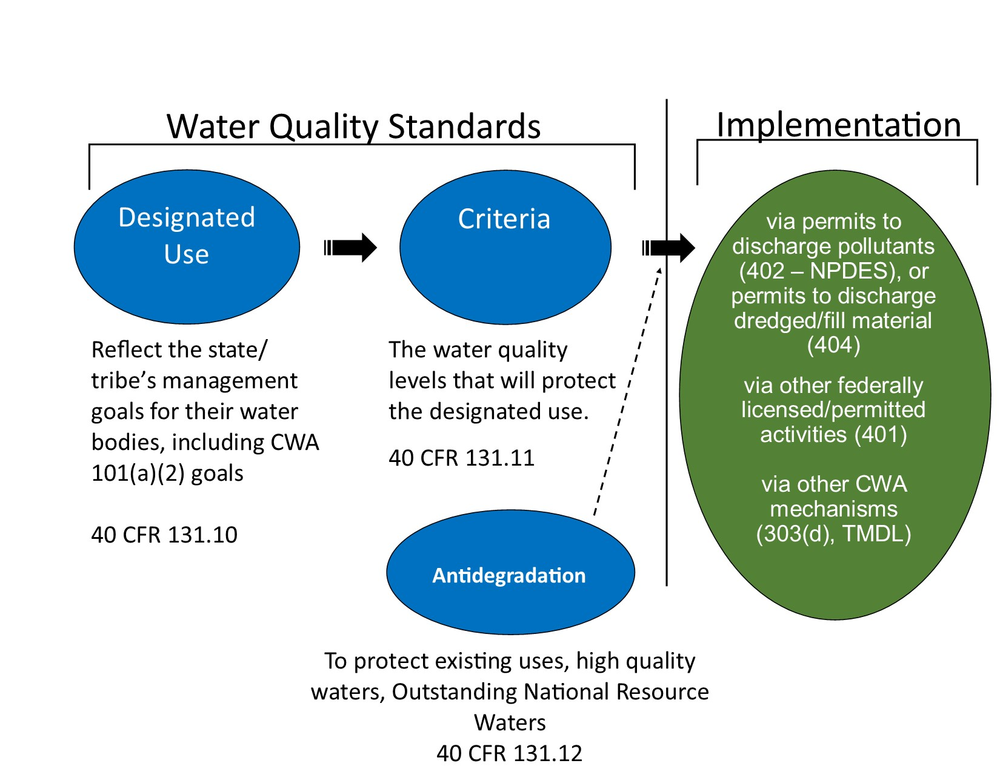 Water Quality Standards
Implementation
Designated
Use
Criteria
Reflect the state/
tribe’s management
goals for their water
bodies, including CWA
101(a)(2) goals
40 CFR 131.10
The water quality
levels that will protect
the designated use.
40 CFR 131.11
Antidegradation
To protect existing uses, high quality
waters, Outstanding National Resource
Waters
40 CFR 131.12
via permits to
discharge pollutants
(402 – NPDES), or
permits to discharge
dredged/fill material
(404)
via other federally
licensed/permitted
activities (401)
via other CWA
mechanisms
(303(d), TMDL)